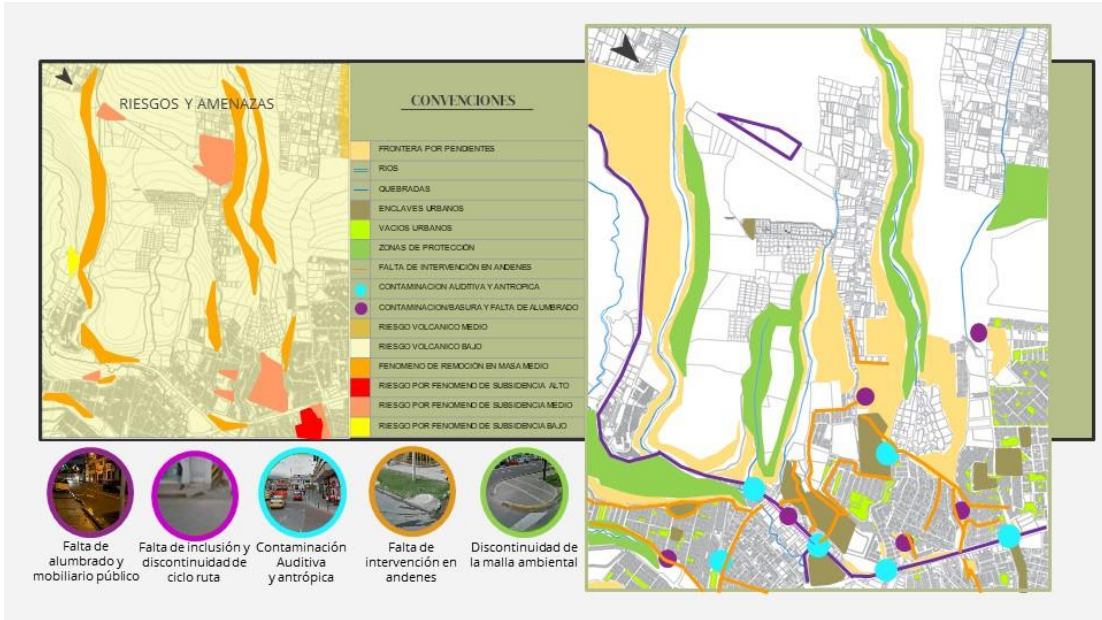 RIESGOS Y AMENAZAS
CONVENCIONES
FRONTERA POR PENDIENTES
RIOS
QUEBRADAS
ENCLAVES URBANOS
VACIOS URBANOS
ZONAS DE PROTECCIÓN
FALTA DE INTERVENCIÓN EN ANDENES
CONTAMINACION AUDITIVA Y ANTROPICA
CONTAMINACION/BASURA Y FALTA DE ALUMBRADO
RIESGO VOLCANICO MEDIO
RIESGO VOLCANICO BAJO
FENOMENO DE REMOCIÓN EN MASA MEDIO
RIESGO POR FENOMENO DE SUBSIDENCIA ALTO
RIESGO POR FENOMENO DE SUBSIDENCIA MEDIO
RIESGO POR FENOMENO DE SUBSIDENCIA BAJO
Falta de
alumbrado y
mobiliario público
Falta de inclusión y
discontinuidad de
ciclo ruta
Contaminación
Auditiva
y antrópica
Falta de
intervención en
andenes
Discontinuidad de
la malla ambiental